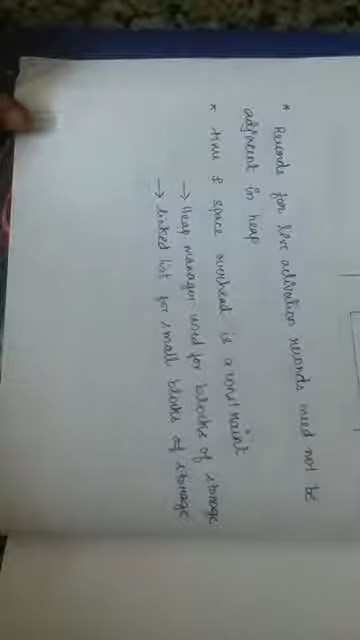 * Records for live activation records need not be
adjacent in heap
* time & space overhead is a constraint
→ Heap manager used for blocks of storage
→ linked list for small blocks of storage